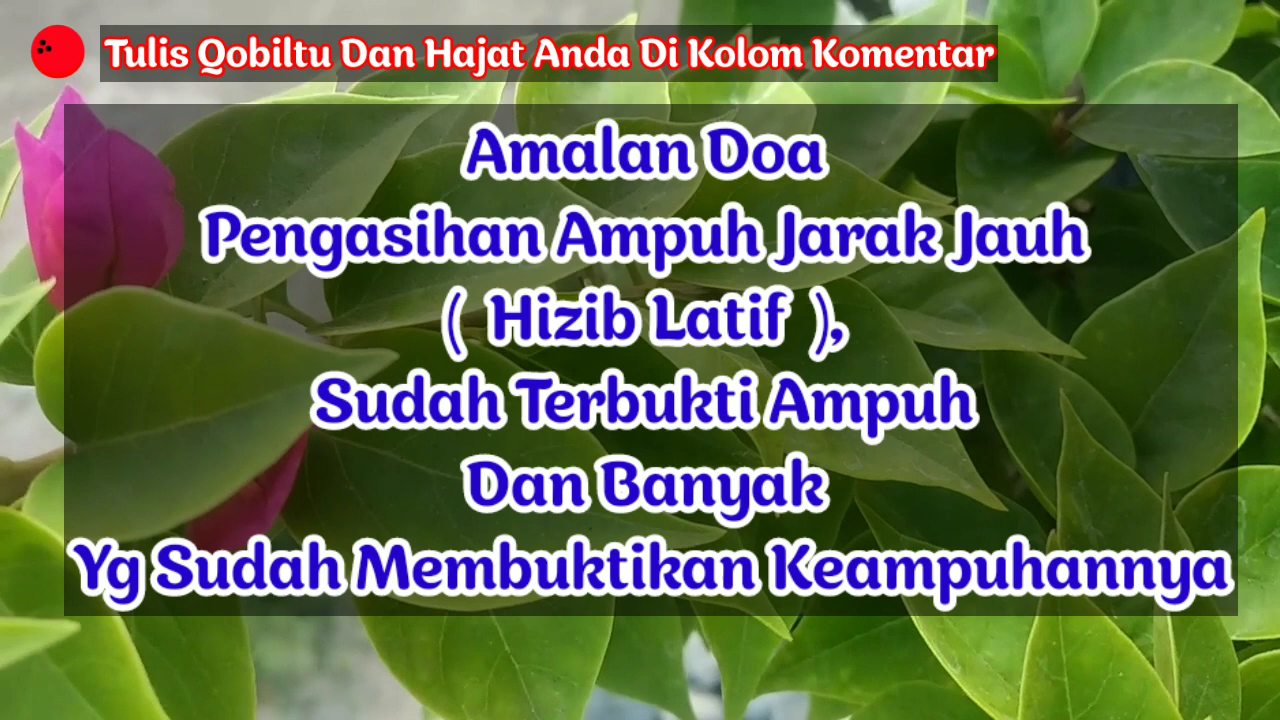 Tulis Qobiltu Dan Hajat Anda Di Kolom Komentar
Amalan Doa
Pengasihan Ampuh Jarak Jauh
( Hizib Latif ),
Sudah Terbukti Ampuh
Dan Banyak
Yg Sudah Membuktikan Keampuhannya